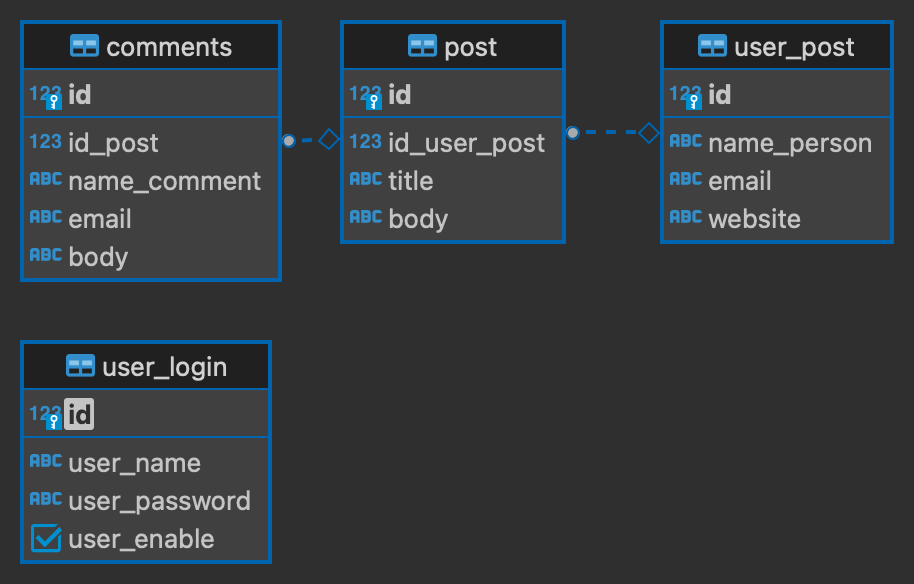 comments
123 id
123 id_post
ABC name_comment
ABC email
ABC body
post
123 id
123 id_user_post
ABC title
ABC body
user_post
123 id
ABC name_person
ABC email
ABC website
user_login
123 id
ABC user_name
ABC user_password
user_enable